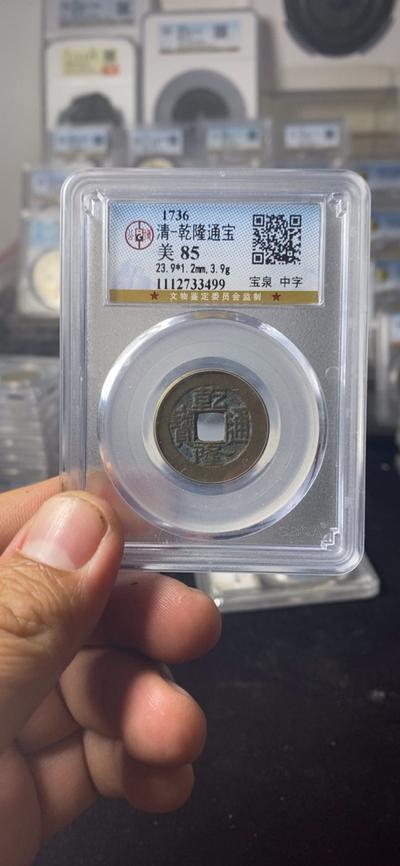 1736
清-乾隆通宝
美 85
23.9*1.2mm,3.9g
1112733499
宝泉 中字
★ 文物鉴定委员会监制 ★
乾
隆
通
寳